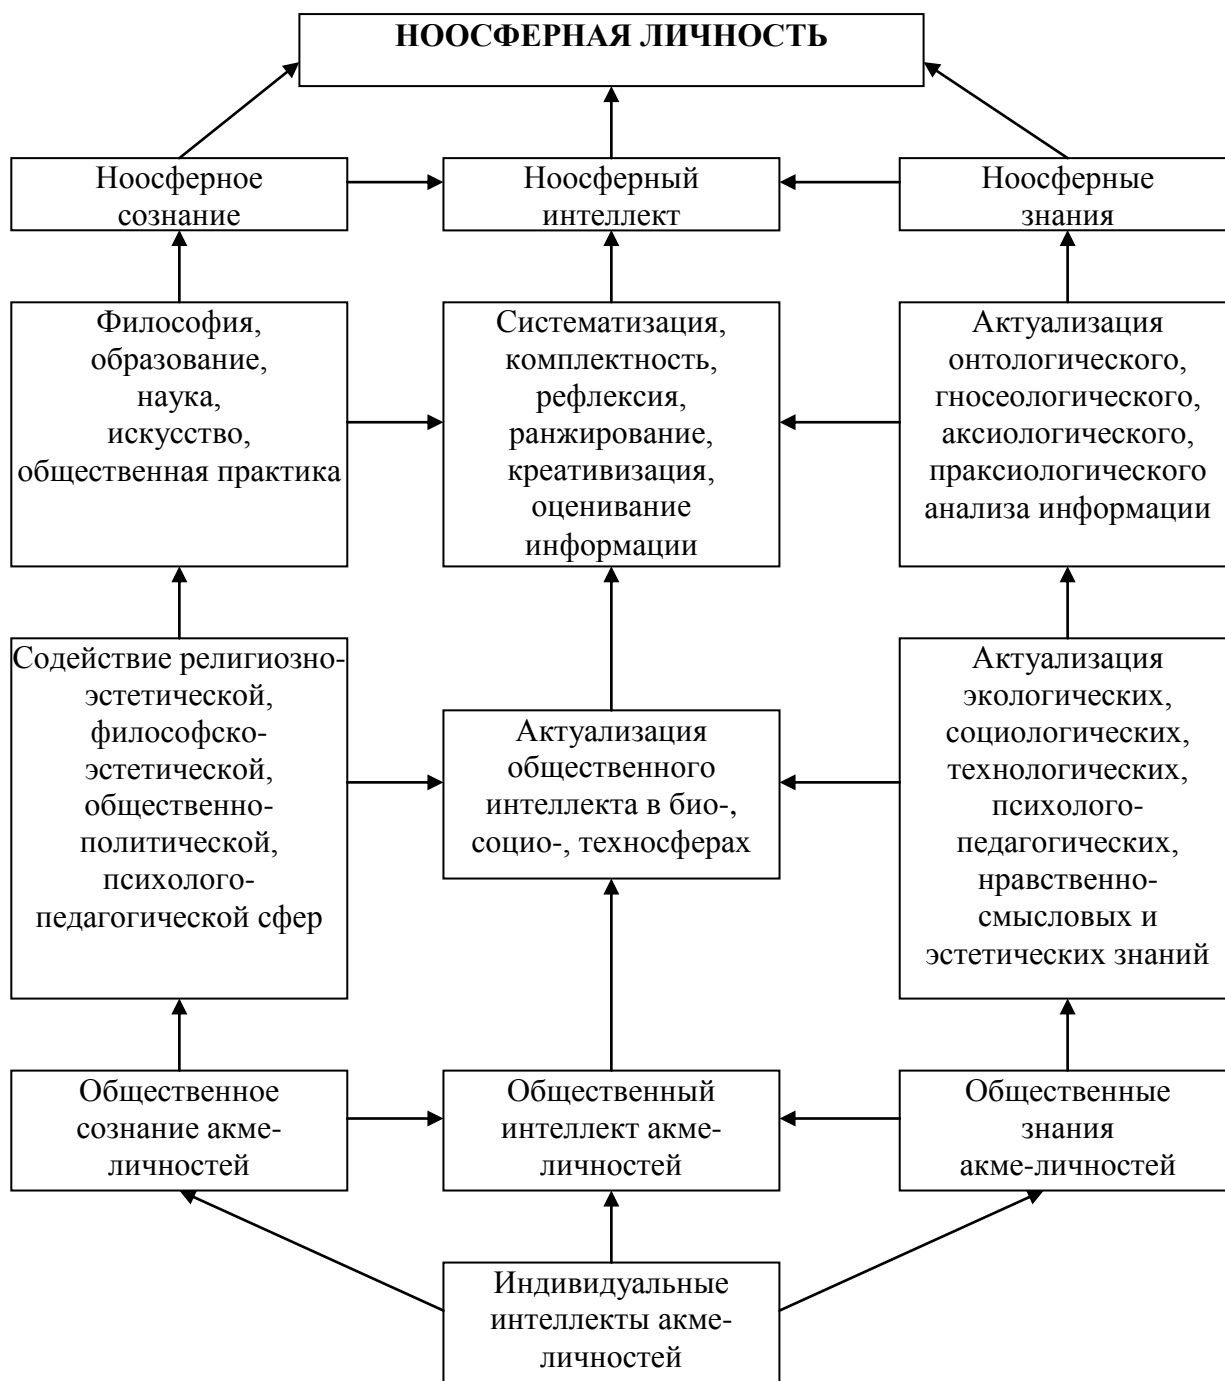 НООСФЕРНАЯ ЛИЧНОСТЬ
Ноосферное
сознание
Ноосферный
интеллект
Ноосферные
знания
Философия,
образование,
наука,
искусство,
общественная практика
Систематизация,
комплектность,
рефлексия,
ранжирование,
креативизация,
оценивание
информации
Актуализация
онтологического,
гносеологического,
аксиологического,
праксиологического
анализа информации
Содействие религиозно-
эстетической,
философско-
эстетической,
общественно-
политической,
психолого-
педагогической сфер
Актуализация
общественного
интеллекта в био-,
социо-, техносферах
Актуализация
экологических,
социологических,
технологических,
психолого-
педагогических,
нравственно-
смысловых и
эстетических знаний
Общественное
сознание акме-
личностей
Общественный
интеллект акме-
личностей
Общественные
знания
акме-личностей
Индивидуальные
интеллекты акме-
личностей